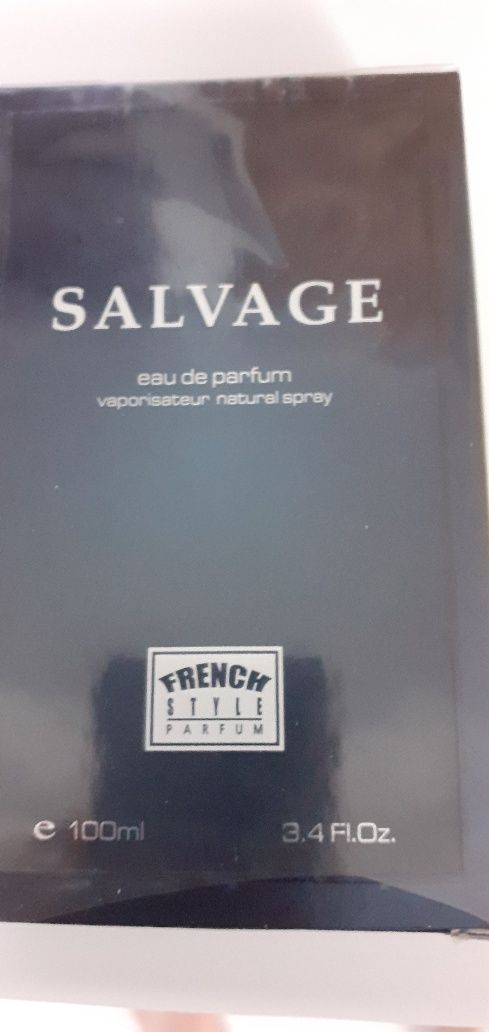 SALVAGE
eau de parfum
vaporisateur natural spray
FRENCH
STYLE
PARFUM
e 100ml 3.4 Fl.Oz.